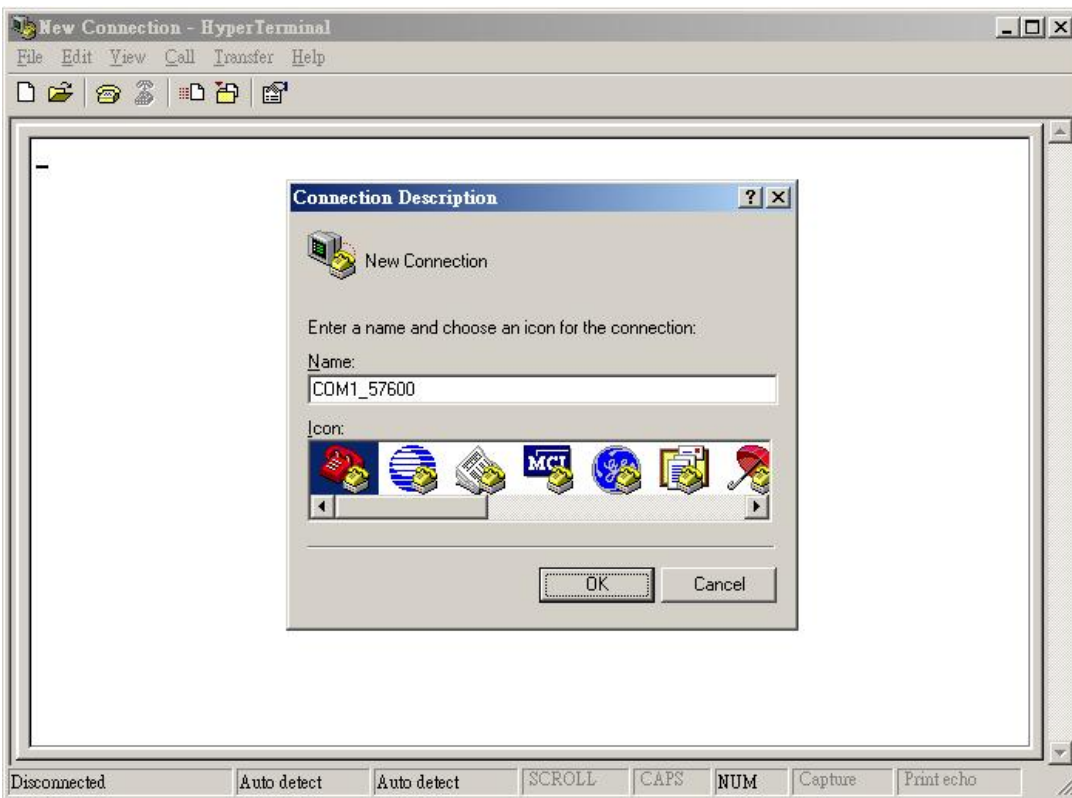 New Connection - HyperTerminal
File Edit View Call Transfer Help
Connection Description
New Connection
Enter a name and choose an icon for the connection:
Name:
COM1_57600
Icon:
MCI
OK Cancel
Disconnected Auto detect Auto detect SCROLL CAPS NUM Capture Print echo